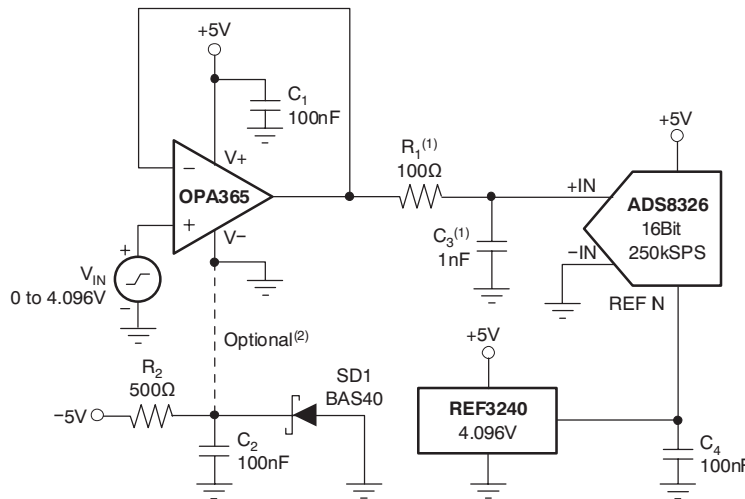 +5V
C1
100nF
V+
−
OPA365
+
V−
+
VIN
0 to 4.096V
−
R1(1)
100Ω
C3(1)
1nF
+5V
+IN
ADS8326
16Bit
250kSPS
−IN
REF N
Optional(2)
R2
500Ω
−5V
SD1
BAS40
C2
100nF
+5V
REF3240
4.096V
C4
100nF